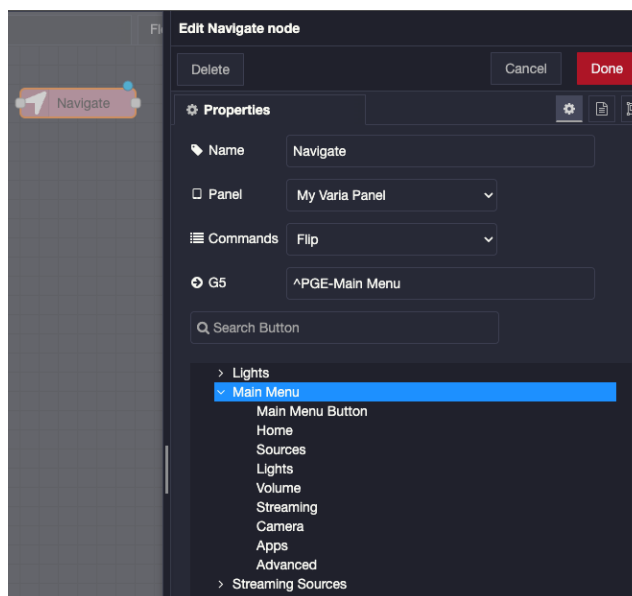 Fl
Edit Navigate node
Delete
Cancel
Done
Navigate
Properties
Name
Navigate
Panel
My Varia Panel
Commands
Flip
G5
^PGE-Main Menu
Search Button
Lights
Main Menu
Main Menu Button
Home
Sources
Lights
Volume
Streaming
Camera
Apps
Advanced
Streaming Sources